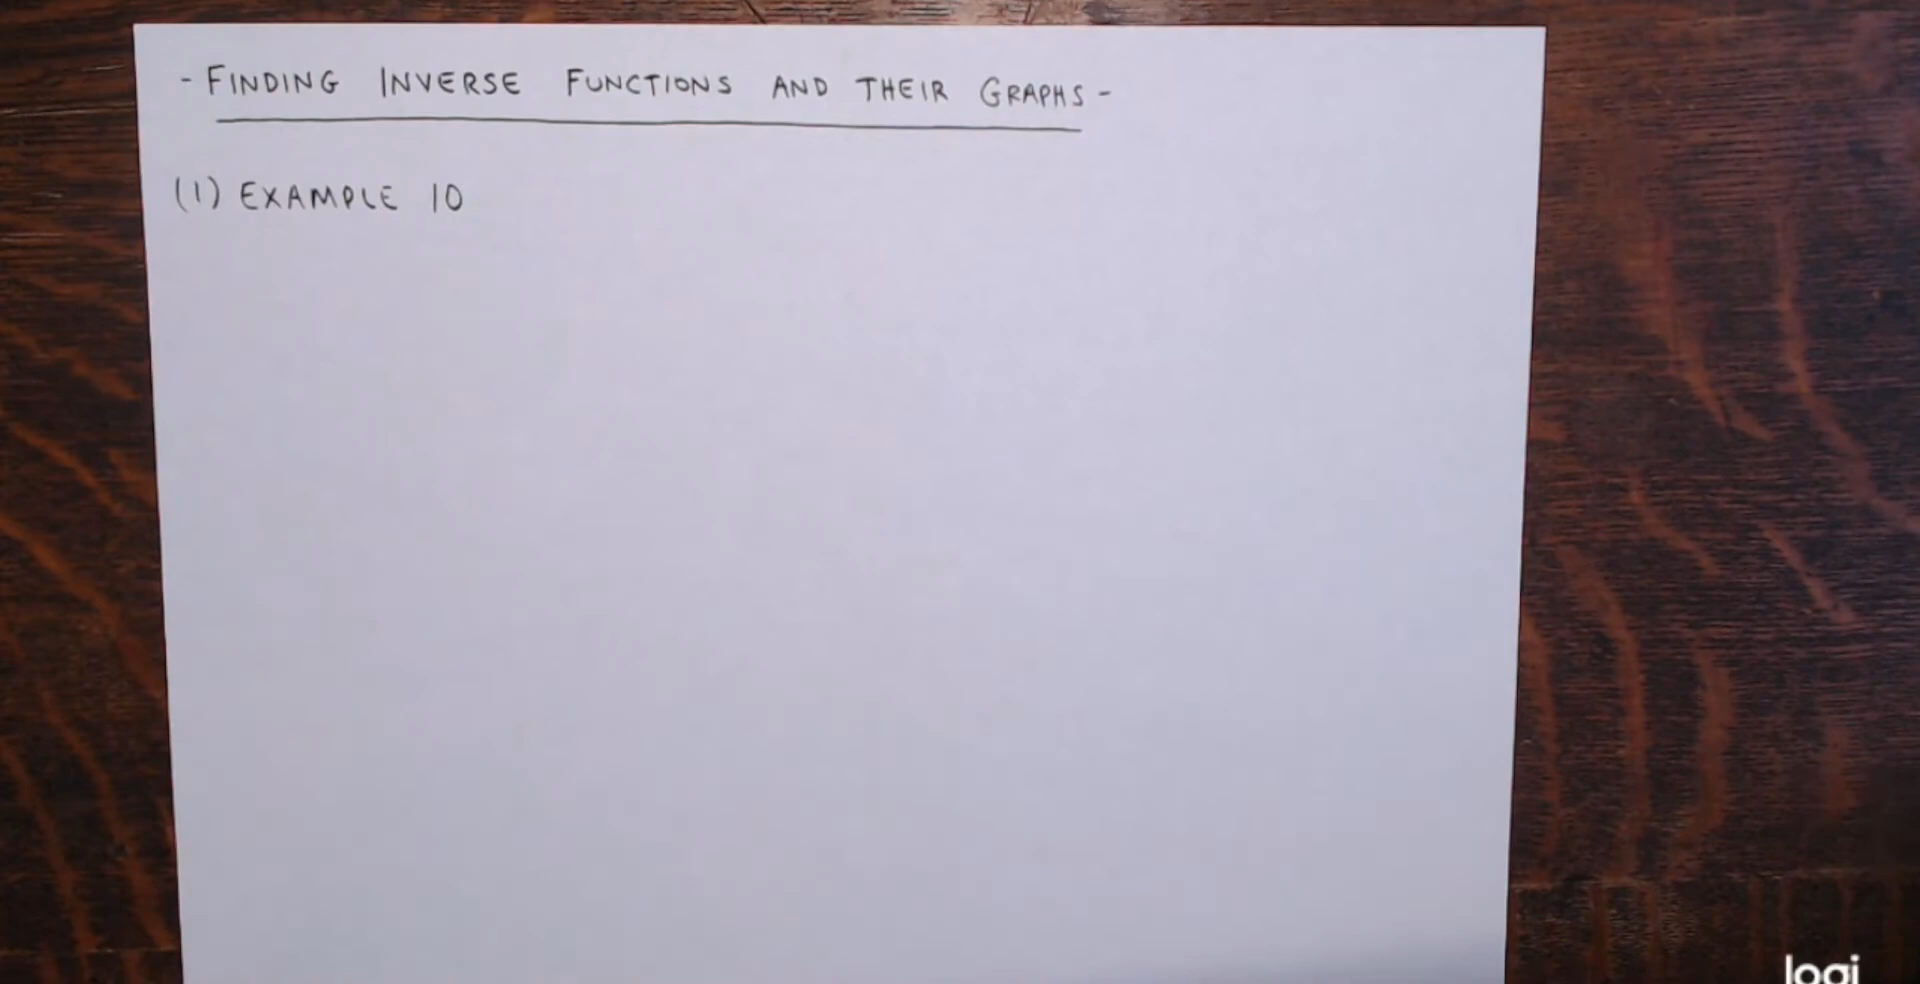 - FINDING INVERSE FUNCTIONS AND THEIR GRAPHS -
(1) EXAMPLE 10
logi